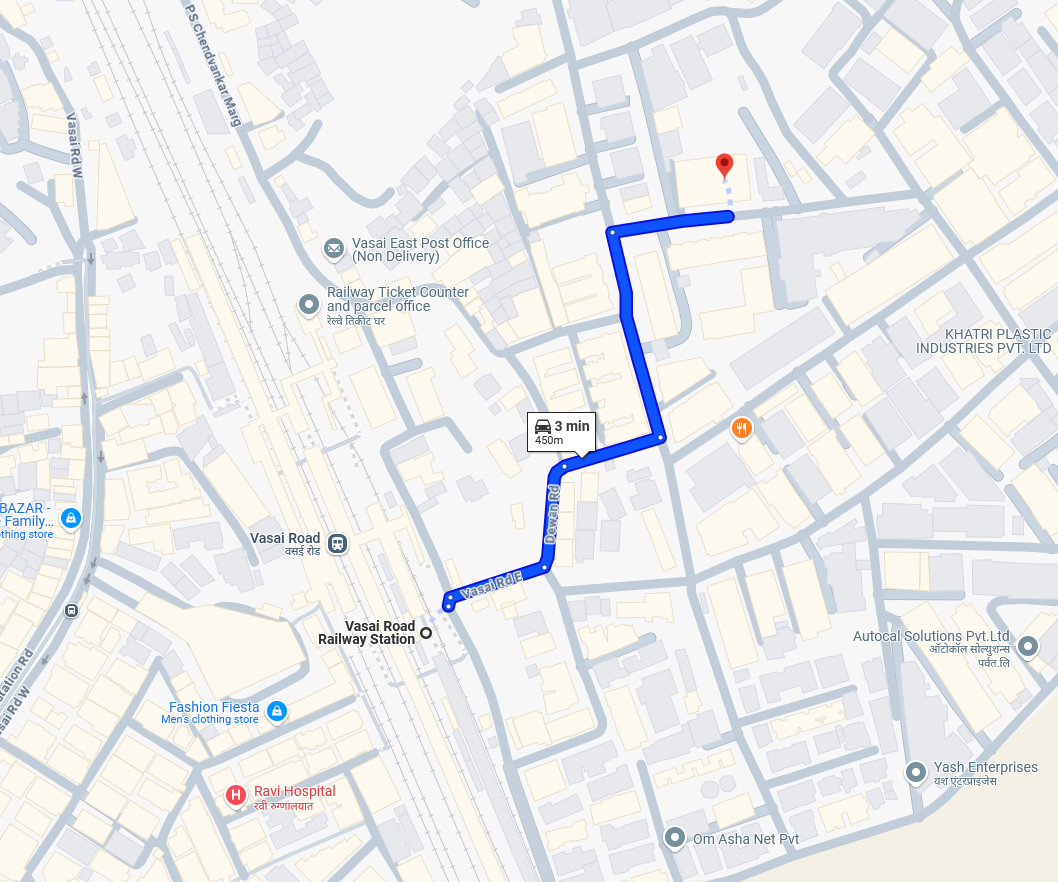 PS Chendvankar Marg
Vasai Rd W
Vasai East Post Office
(Non Delivery)
Railway Ticket Counter
and parcel office
रेल्वे तिकीट घर
KHATRI PLASTIC
INDUSTRIES PVT. LTD
3 min
450m
Dewan Rd
BAZAR -
Family...
othing store
Vasai Road
वसई रोड
Vasai Rd E
Vasai Road
Railway Station
Autocal Solutions Pvt.Ltd
ऑटोकॅल सोल्युशन्स
पर्वत.लि
Station Rd
Vasai Rd W
Fashion Fiesta
Men's clothing store
Yash Enterprises
यश एंटरप्राइजेस
H
Ravi Hospital
रवी रुग्णालयात
Om Asha Net Pvt